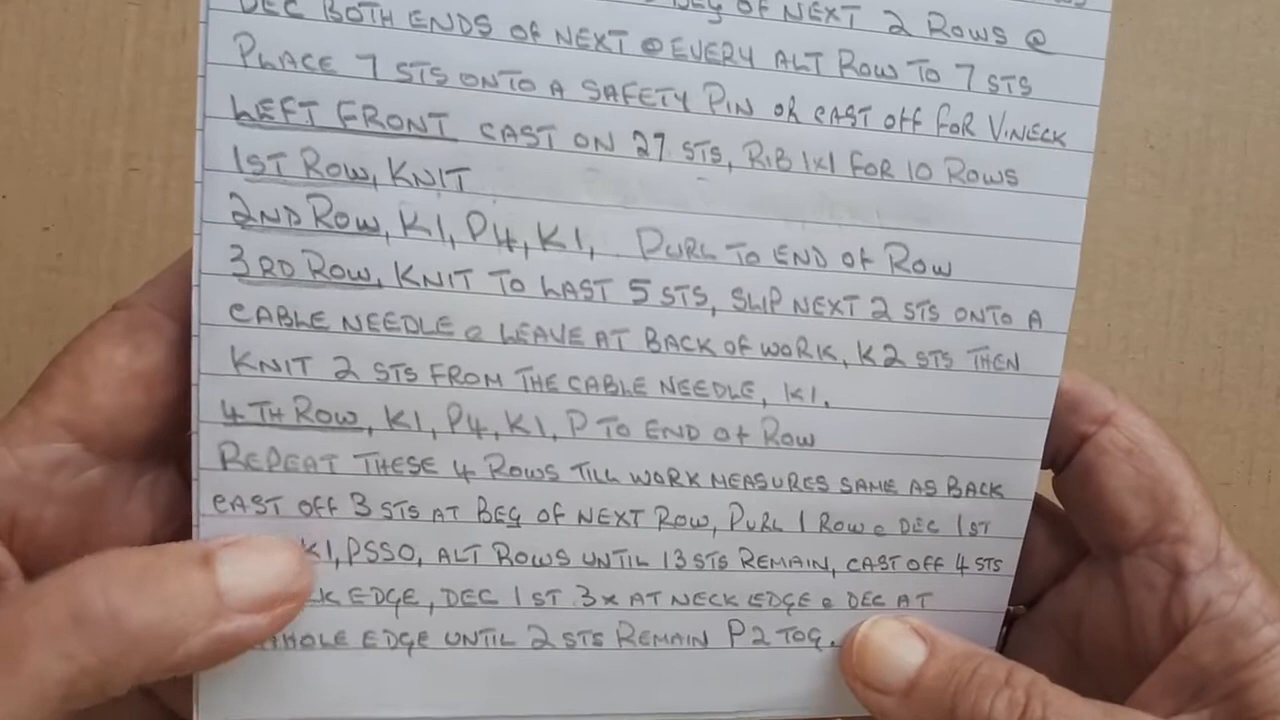 OF NEXT 2 ROWS @
DEC BOTH ENDS OF NEXT @ EVERY ALT ROW TO 7 STS
PLACE 7 STS ONTO A SAFETY PIN OR CAST OFF FOR V.NECK
LEFT FRONT CAST ON 27 STS, RIB 1X1 FOR 10 ROWS
1ST ROW, KNIT
2ND ROW, K1, P4, K1, PURL TO END OF ROW
3RD ROW, KNIT TO LAST 5 STS, SLIP NEXT 2 STS ONTO A
CABLE NEEDLE @ LEAVE AT BACK OF WORK, K2 STS THEN
KNIT 2 STS FROM THE CABLE NEEDLE, K1.
4TH ROW, K1, P4, K1, P TO END OF ROW
REPEAT THESE 4 ROWS TILL WORK MEASURES SAME AS BACK
CAST OFF 3 STS AT BEG OF NEXT ROW, PURL 1 ROW @ DEC 1ST
K1, PSSO, ALT ROWS UNTIL 13 STS REMAIN, CAST OFF 4 STS
EDGE, DEC 1ST 3X AT NECK EDGE @ DEC AT
EDGE UNTIL 2 STS REMAIN P2 TOG.